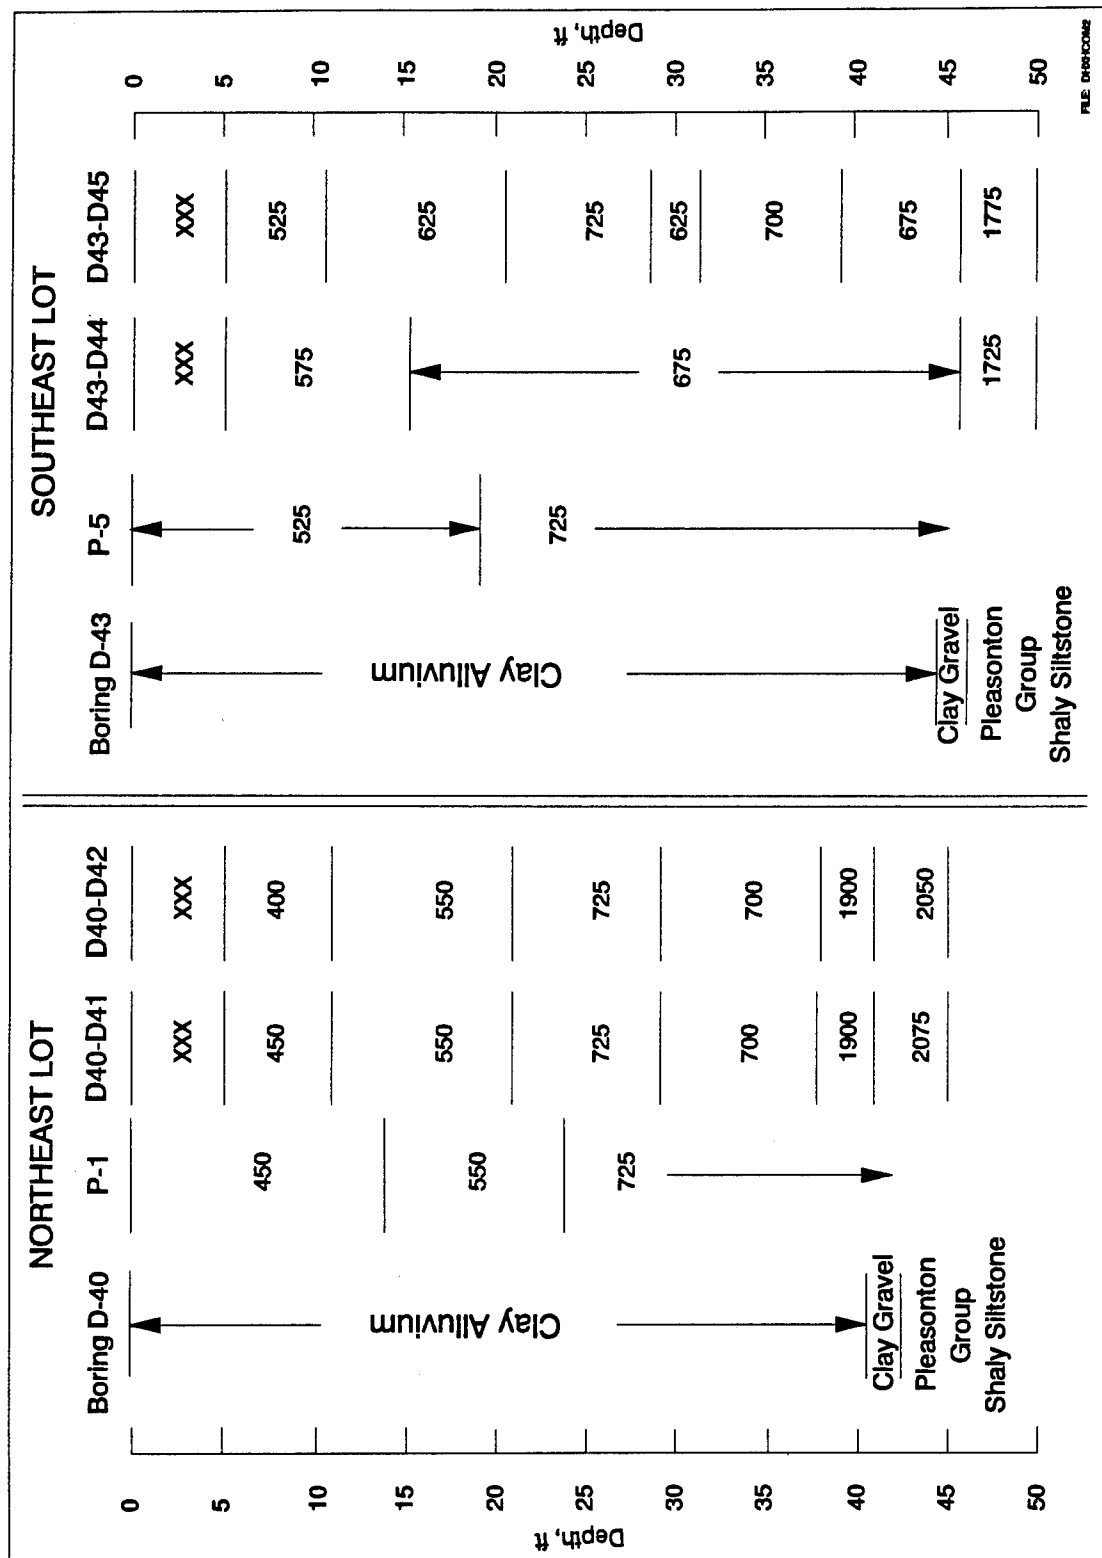 NORTHEAST LOT
SOUTHEAST LOT
Boring D-40
P-1
D40-D41
D40-D42
Boring D-43
P-5
D43-D44
D43-D45
Depth, ft
0
5
10
15
20
25
30
35
40
45
50
Clay Alluvium
Clay Gravel
Pleasonton
Group
Shaly Siltstone
450
550
725
XXX
450
550
725
700
1900
2075
XXX
400
550
725
700
1900
2050
Clay Alluvium
Clay Gravel
Pleasonton
Group
Shaly Siltstone
525
725
XXX
575
675
1725
XXX
525
625
725
625
700
675
1775
0
5
10
15
20
25
30
35
40
45
50
Depth, ft